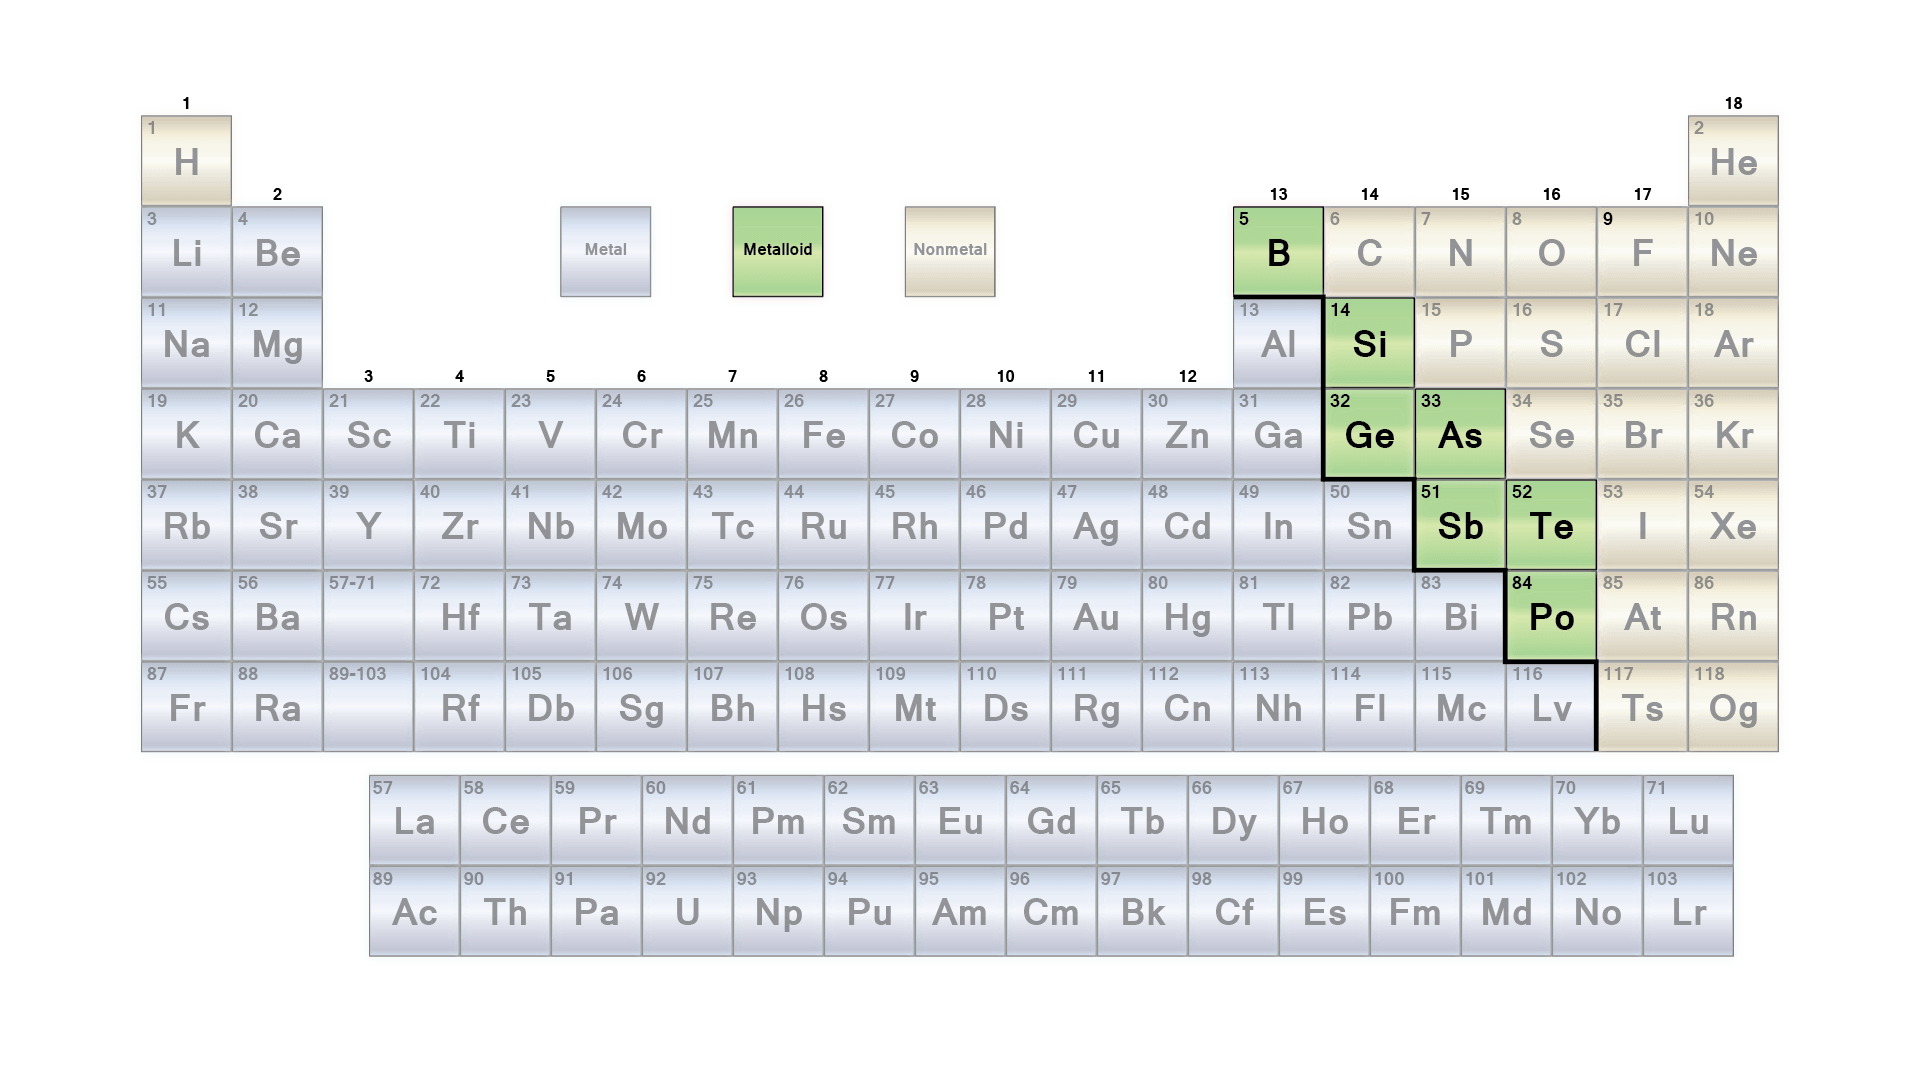 1 18
1 2
H He
2 13 14 15 16 17
3 4 5 6 7 8 9 10
Li Be Metal Metalloid Nonmetal B C N O F Ne
11 12 13 14 15 16 17 18
Na Mg Al Si P S Cl Ar
3 4 5 6 7 8 9 10 11 12
19 20 21 22 23 24 25 26 27 28 29 30 31 32 33 34 35 36
K Ca Sc Ti V Cr Mn Fe Co Ni Cu Zn Ga Ge As Se Br Kr
37 38 39 40 41 42 43 44 45 46 47 48 49 50 51 52 53 54
Rb Sr Y Zr Nb Mo Tc Ru Rh Pd Ag Cd In Sn Sb Te I Xe
55 56 57-71 72 73 74 75 76 77 78 79 80 81 82 83 84 85 86
Cs Ba Hf Ta W Re Os Ir Pt Au Hg Tl Pb Bi Po At Rn
87 88 89-103 104 105 106 107 108 109 110 111 112 113 114 115 116 117 118
Fr Ra Rf Db Sg Bh Hs Mt Ds Rg Cn Nh Fl Mc Lv Ts Og
57 58 59 60 61 62 63 64 65 66 67 68 69 70 71
La Ce Pr Nd Pm Sm Eu Gd Tb Dy Ho Er Tm Yb Lu
89 90 91 92 93 94 95 96 97 98 99 100 101 102 103
Ac Th Pa U Np Pu Am Cm Bk Cf Es Fm Md No Lr